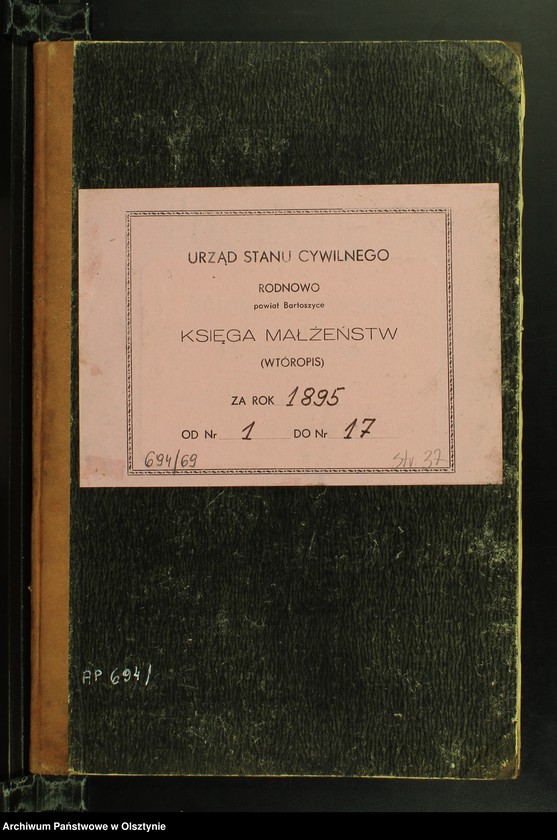 URZĄD STANU CYWILNEGO
RODNOWO
powiat Bartoszyce
KSIĘGA MAŁŻEŃSTW
(WTÓROPIS)
ZA ROK 1895
OD Nr 1 DO Nr 17
694/69 str 37
AP 694/
Archiwum Państwowe w Olsztynie